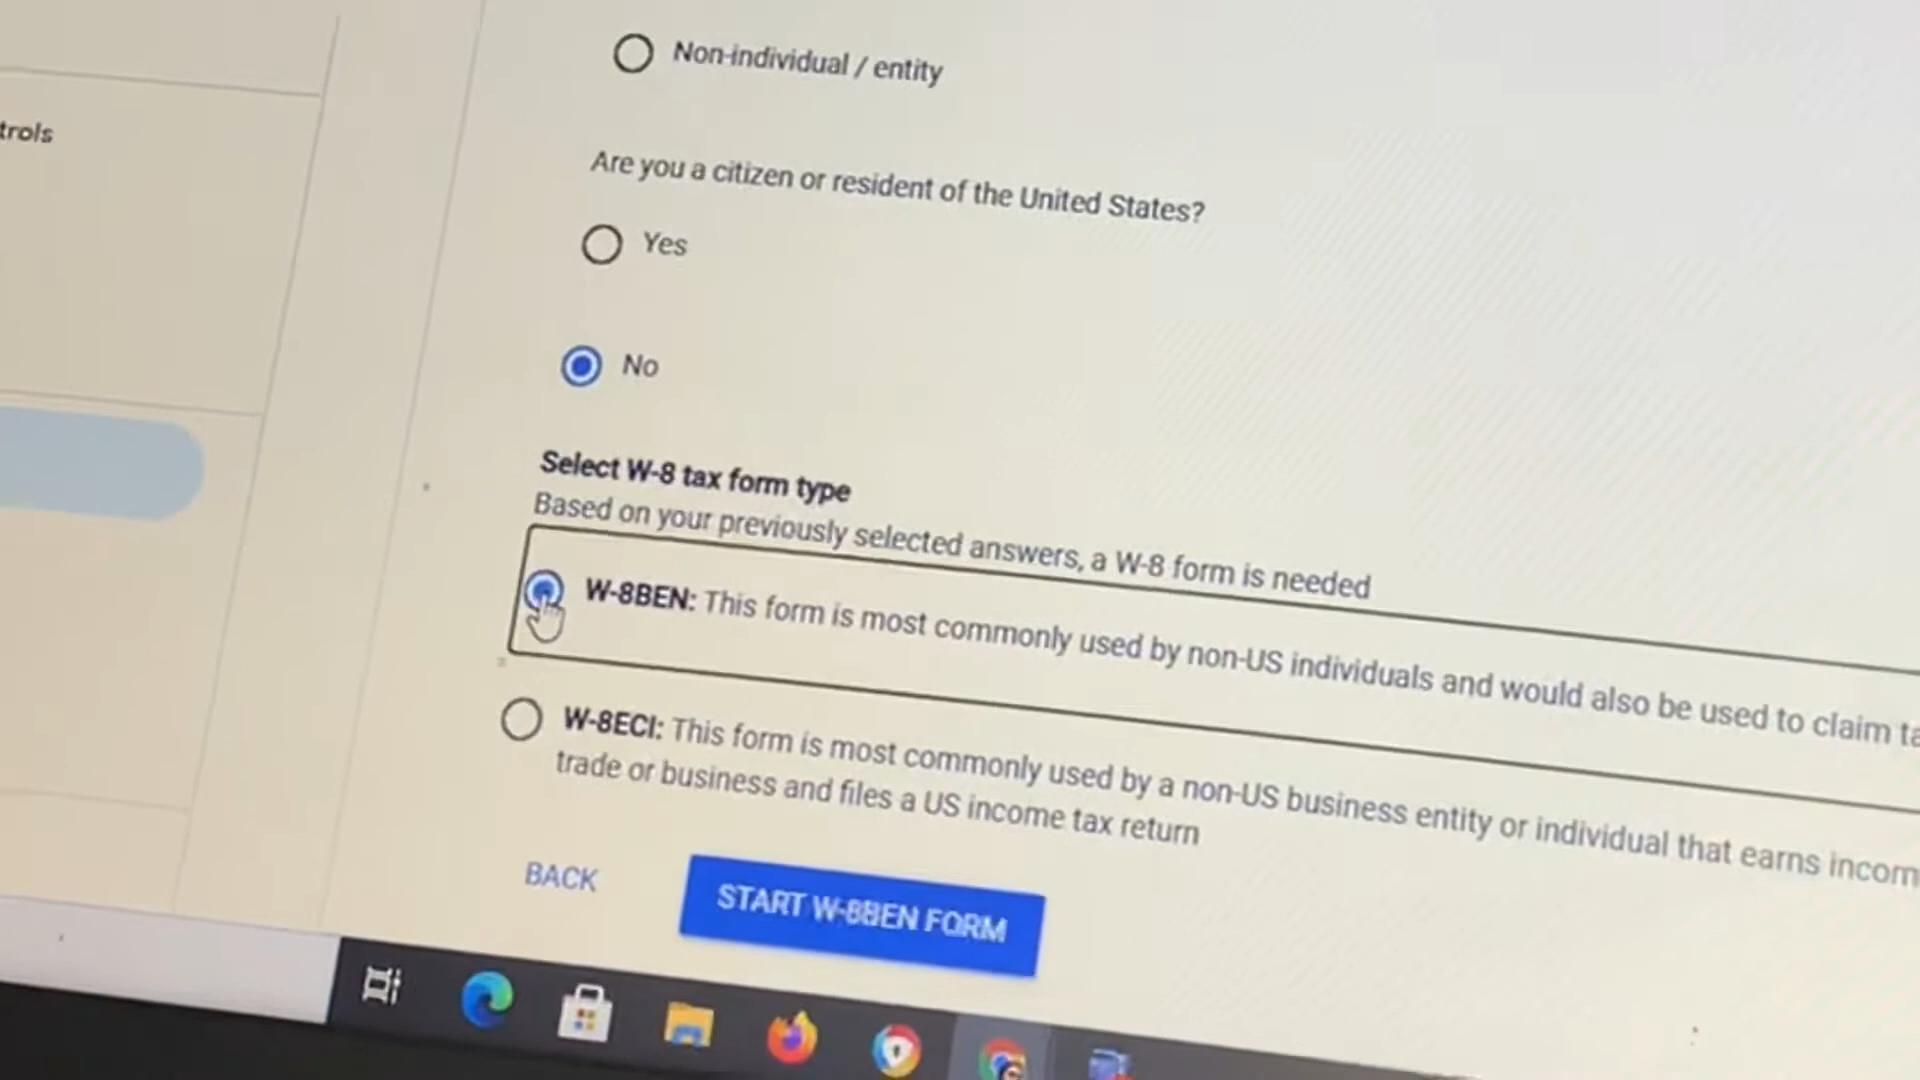 Non-individual / entity
trols
Are you a citizen or resident of the United States?
Yes
No
Select W-8 tax form type
Based on your previously selected answers, a W-8 form is needed
W-8BEN: This form is most commonly used by non-US individuals and would also be used to claim ta
W-8ECI: This form is most commonly used by a non-US business entity or individual that earns incom
trade or business and files a US income tax return
BACK
START W-8BEN FORM